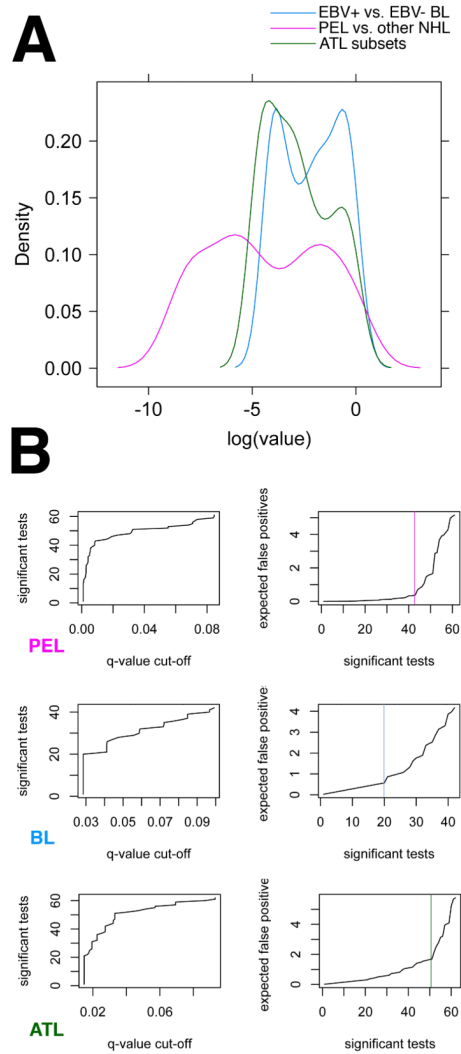 EBV+ vs. EBV- BL
PEL vs. other NHL
ATL subsets
A
0.20
0.15
0.10
0.05
0.00
Density
-10 -5 0
log(value)
B
significant tests
0 20 40 60
0.00 0.04 0.08
q-value cut-off
PEL
expected false positives
0 2 4
0 10 20 30 40 50 60
significant tests
significant tests
0 20 40
0.03 0.05 0.07 0.09
q-value cut-off
BL
expected false positives
0 1 2 3 4
0 10 20 30 40
significant tests
significant tests
0 20 40 60
0.02 0.06
q-value cut-off
ATL
expected false positive
0 2 4
0 10 20 30 40 50 60
significant tests